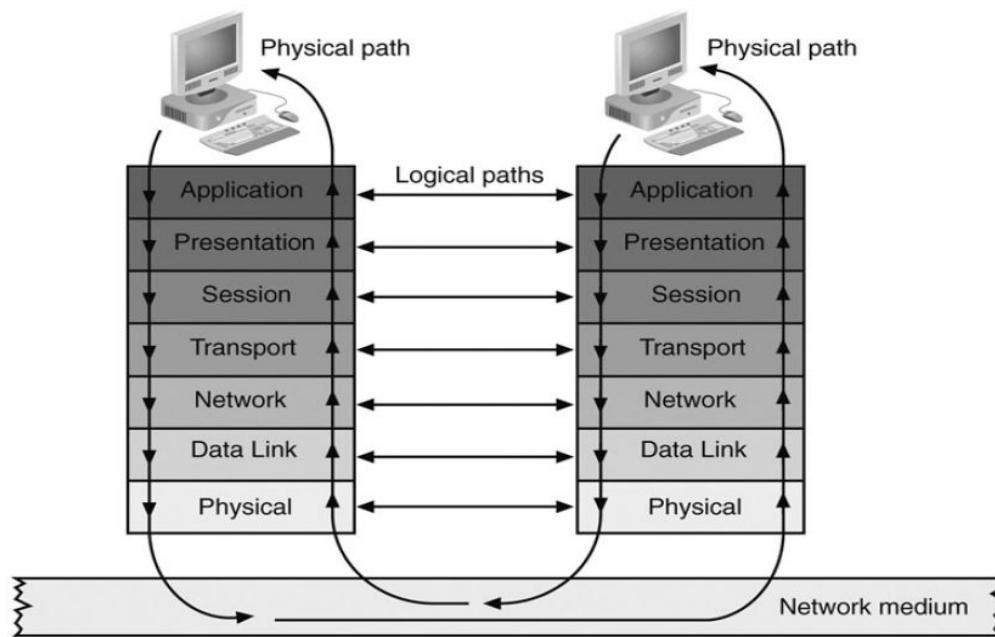 Physical path
Physical path
Logical paths
Application
Application
Presentation
Presentation
Session
Session
Transport
Transport
Network
Network
Data Link
Data Link
Physical
Physical
Network medium